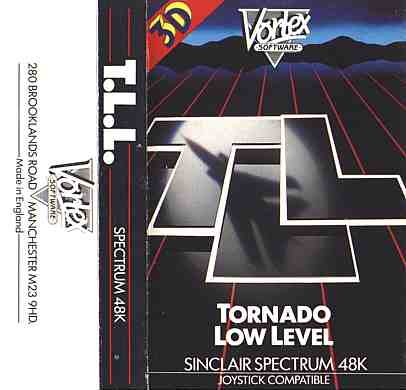 280 BROOKLANDS ROAD MANCHESTER M23 9HD.
Made in England
Vortex
SOFTWARE
T.L.L.
SPECTRUM 48K
3D
Vortex
SOFTWARE
TLL
TORNADO
LOW LEVEL
SINCLAIR SPECTRUM 48K
JOYSTICK COMPATIBLE